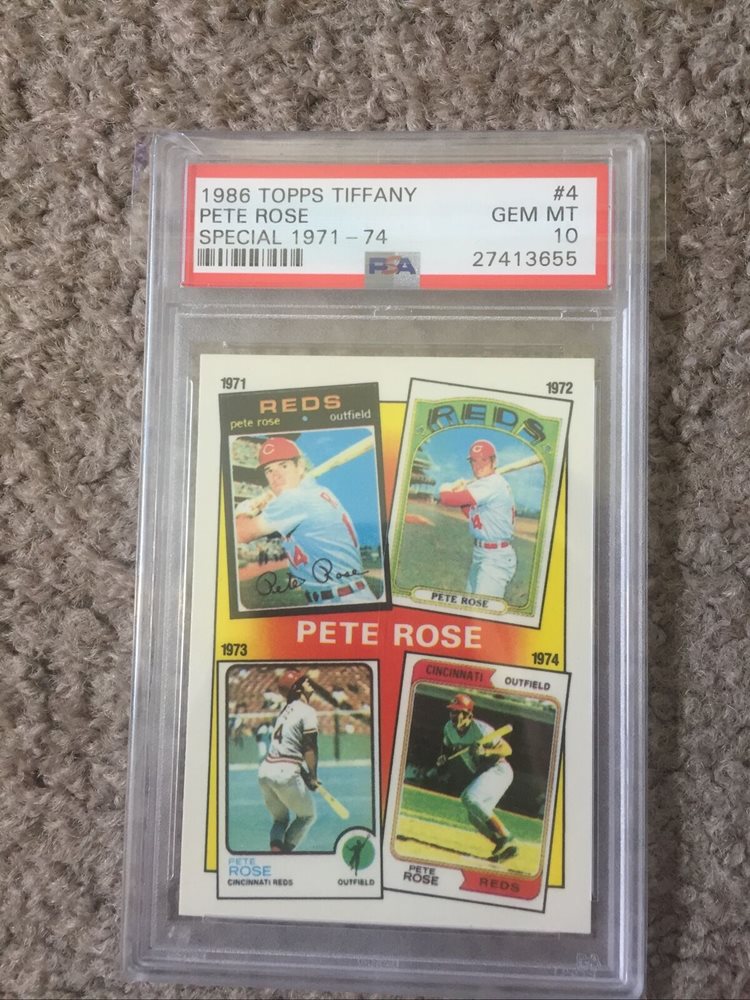 1986 TOPPS TIFFANY #4
PETE ROSE GEM MT
SPECIAL 1971-74 10
PSA 27413655
1971
1972
REDS
pete rose • outfield
Pete Rose
REDS
PETE ROSE
PETE ROSE
1973
1974
4
PETE
ROSE
CINCINNATI REDS OUTFIELD
CINCINNATI OUTFIELD
PETE
ROSE REDS